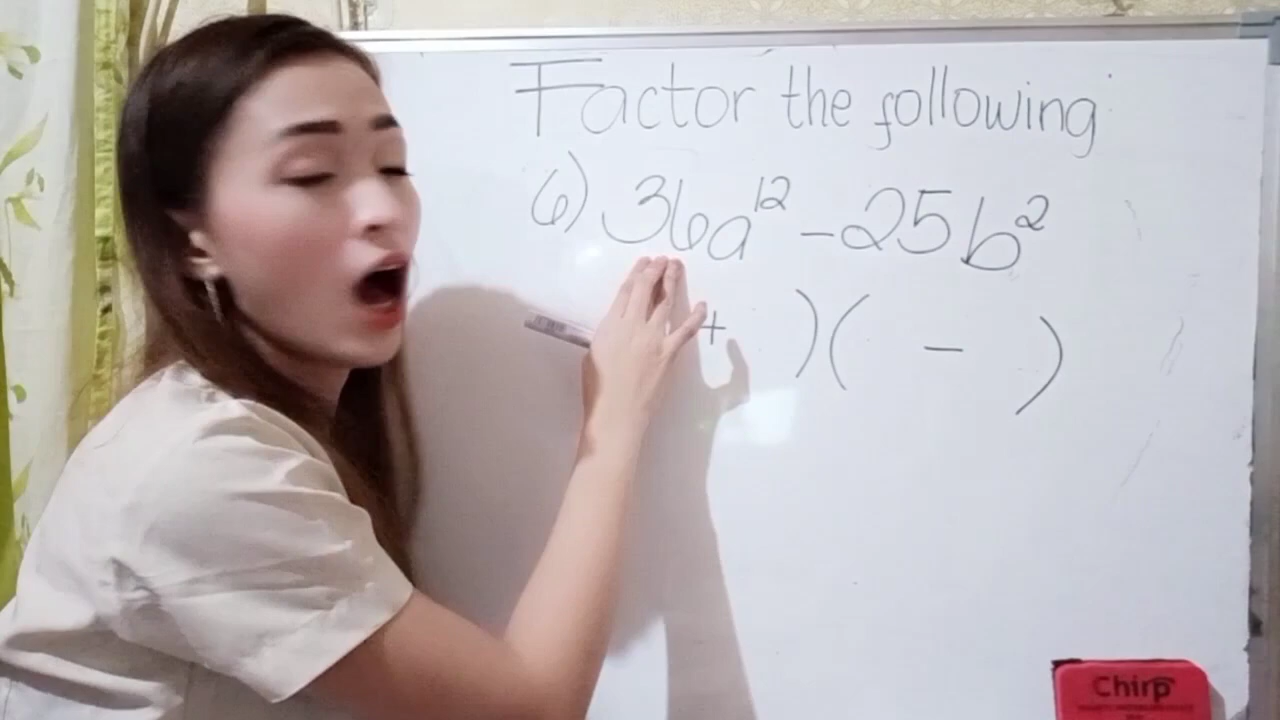 Factor the following
6) 36a¹² - 25b²
+ ) ( - )
Chirp